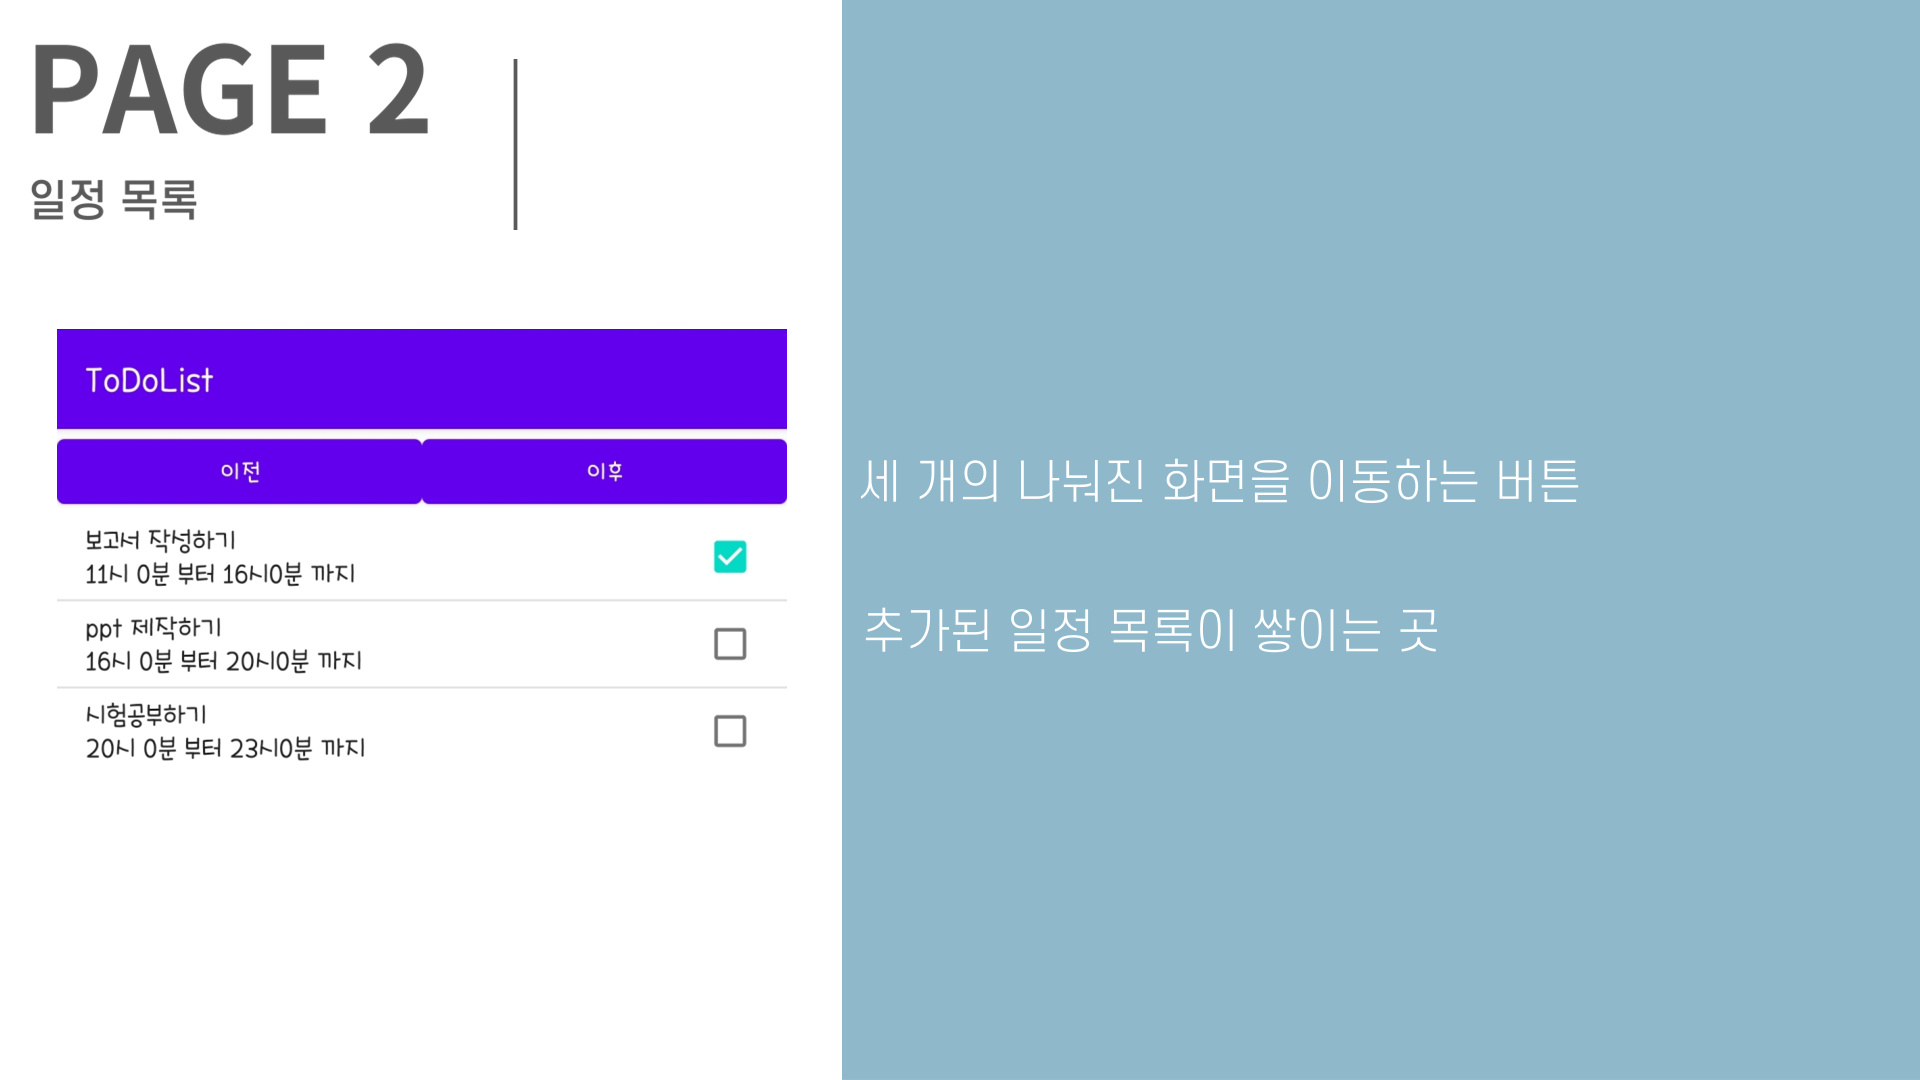 PAGE 2
일정 목록
ToDoList
이전
이후
보고서 작성하기
11시 0분 부터 16시0분 까지
ppt 제작하기
16시 0분 부터 20시0분 까지
시험공부하기
20시 0분 부터 23시0분 까지
세 개의 나눠진 화면을 이동하는 버튼
추가된 일정 목록이 쌓이는 곳